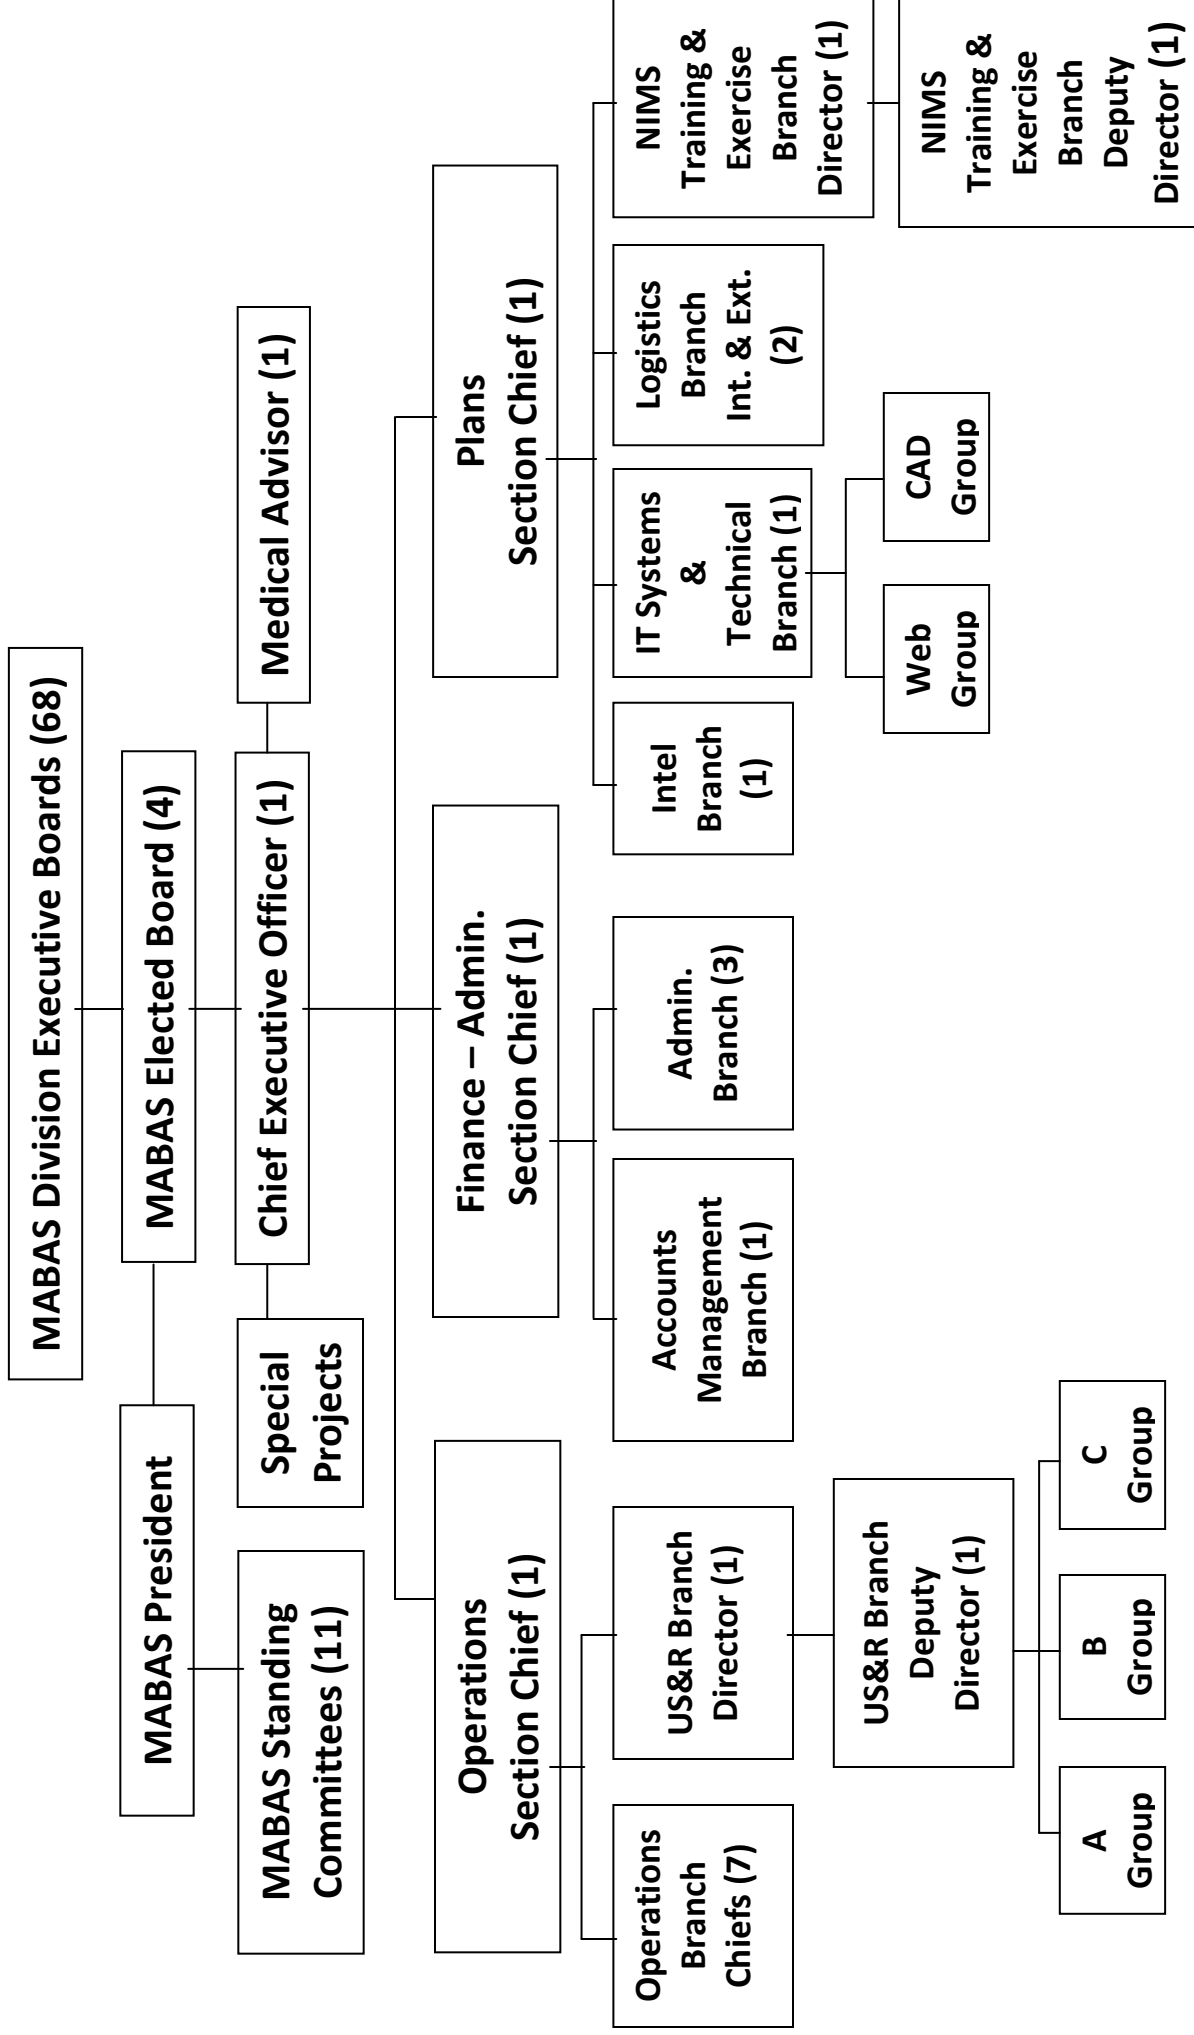 MABAS Division Executive Boards (68)
MABAS President
MABAS Elected Board (4)
MABAS Standing
Committees (11)
Special
Projects
Chief Executive Officer (1)
Medical Advisor (1)
Operations
Section Chief (1)
Finance – Admin.
Section Chief (1)
Plans
Section Chief (1)
Operations
Branch
Chiefs (7)
US&R Branch
Director (1)
Accounts
Management
Branch (1)
Admin.
Branch (3)
Intel
Branch
(1)
IT Systems
&
Technical
Branch (1)
Logistics
Branch
Int. & Ext.
(2)
NIMS
Training &
Exercise
Branch
Director (1)
US&R Branch
Deputy
Director (1)
Web
Group
CAD
Group
NIMS
Training &
Exercise
Branch
Deputy
Director (1)
A
Group
B
Group
C
Group